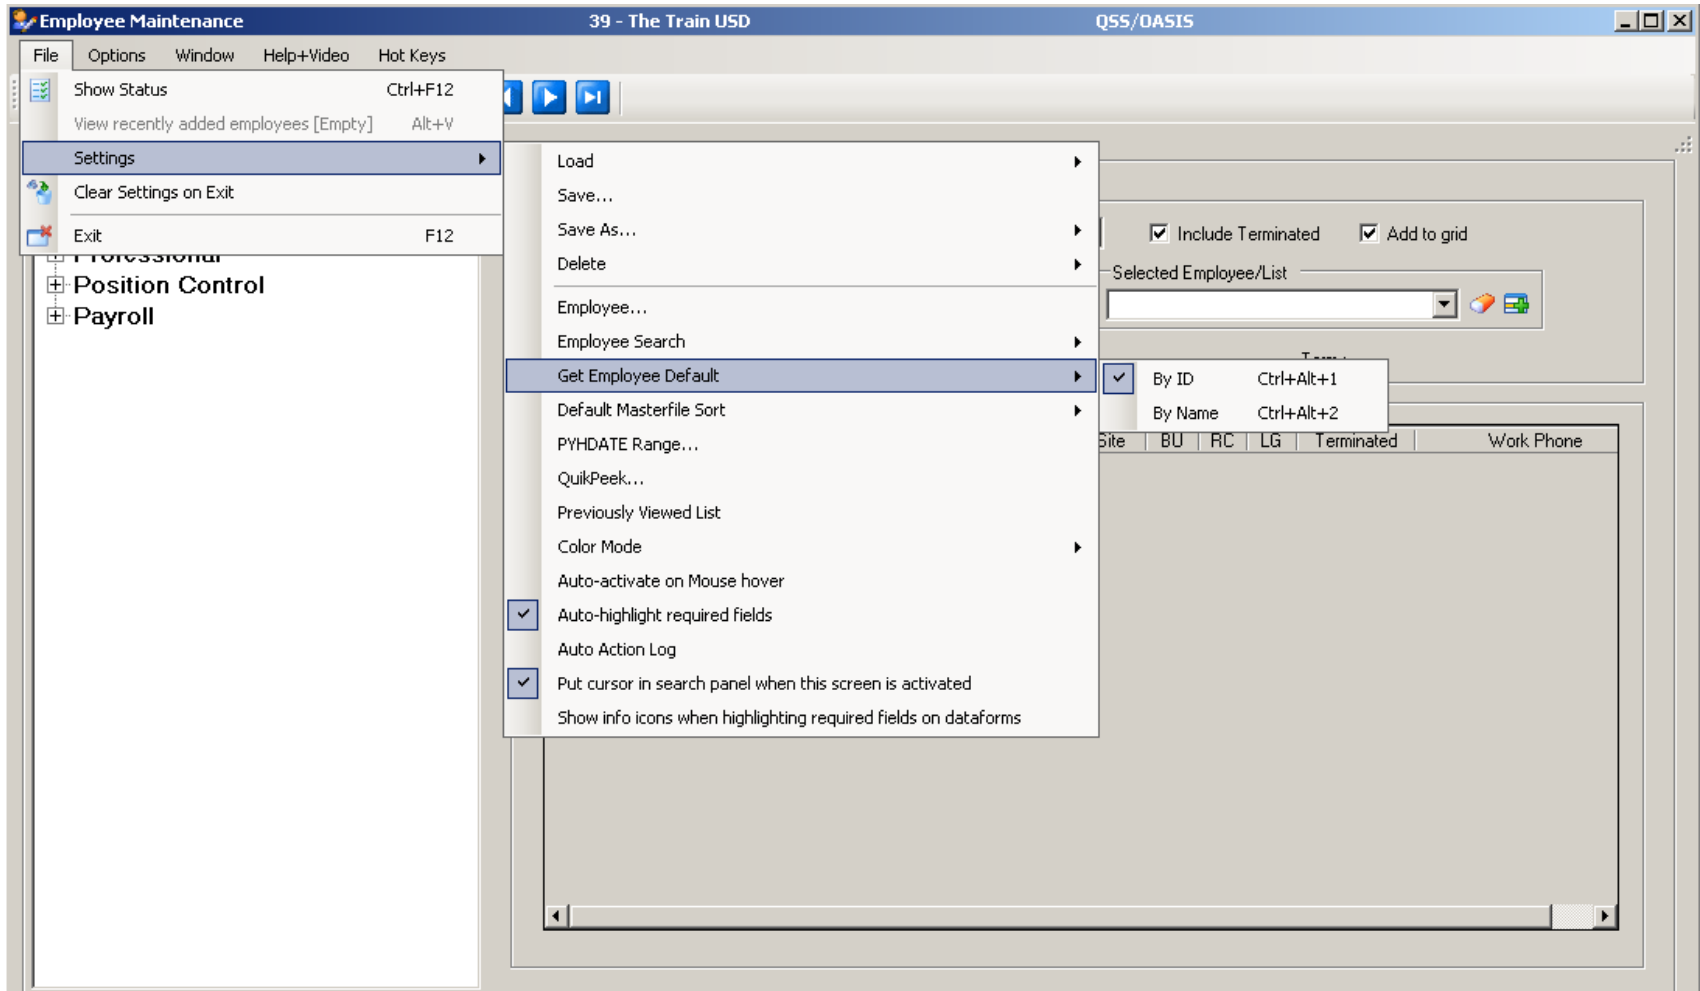 Employee Maintenance 39 - The Train USD QSS/OASIS
File Options Window Help+Video Hot Keys
Show Status Ctrl+F12
View recently added employees [Empty] Alt+V
Settings
Clear Settings on Exit
Exit F12
Professional
Position Control
Payroll
Load
Save...
Save As...
Delete
Employee...
Employee Search
Get Employee Default
Default Masterfile Sort
PYHDATE Range...
QuikPeek...
Previously Viewed List
Color Mode
Auto-activate on Mouse hover
Auto-highlight required fields
Auto Action Log
Put cursor in search panel when this screen is activated
Show info icons when highlighting required fields on dataforms
Include Terminated Add to grid
Selected Employee/List
By ID Ctrl+Alt+1
By Name Ctrl+Alt+2
Site BU RC LG Terminated Work Phone